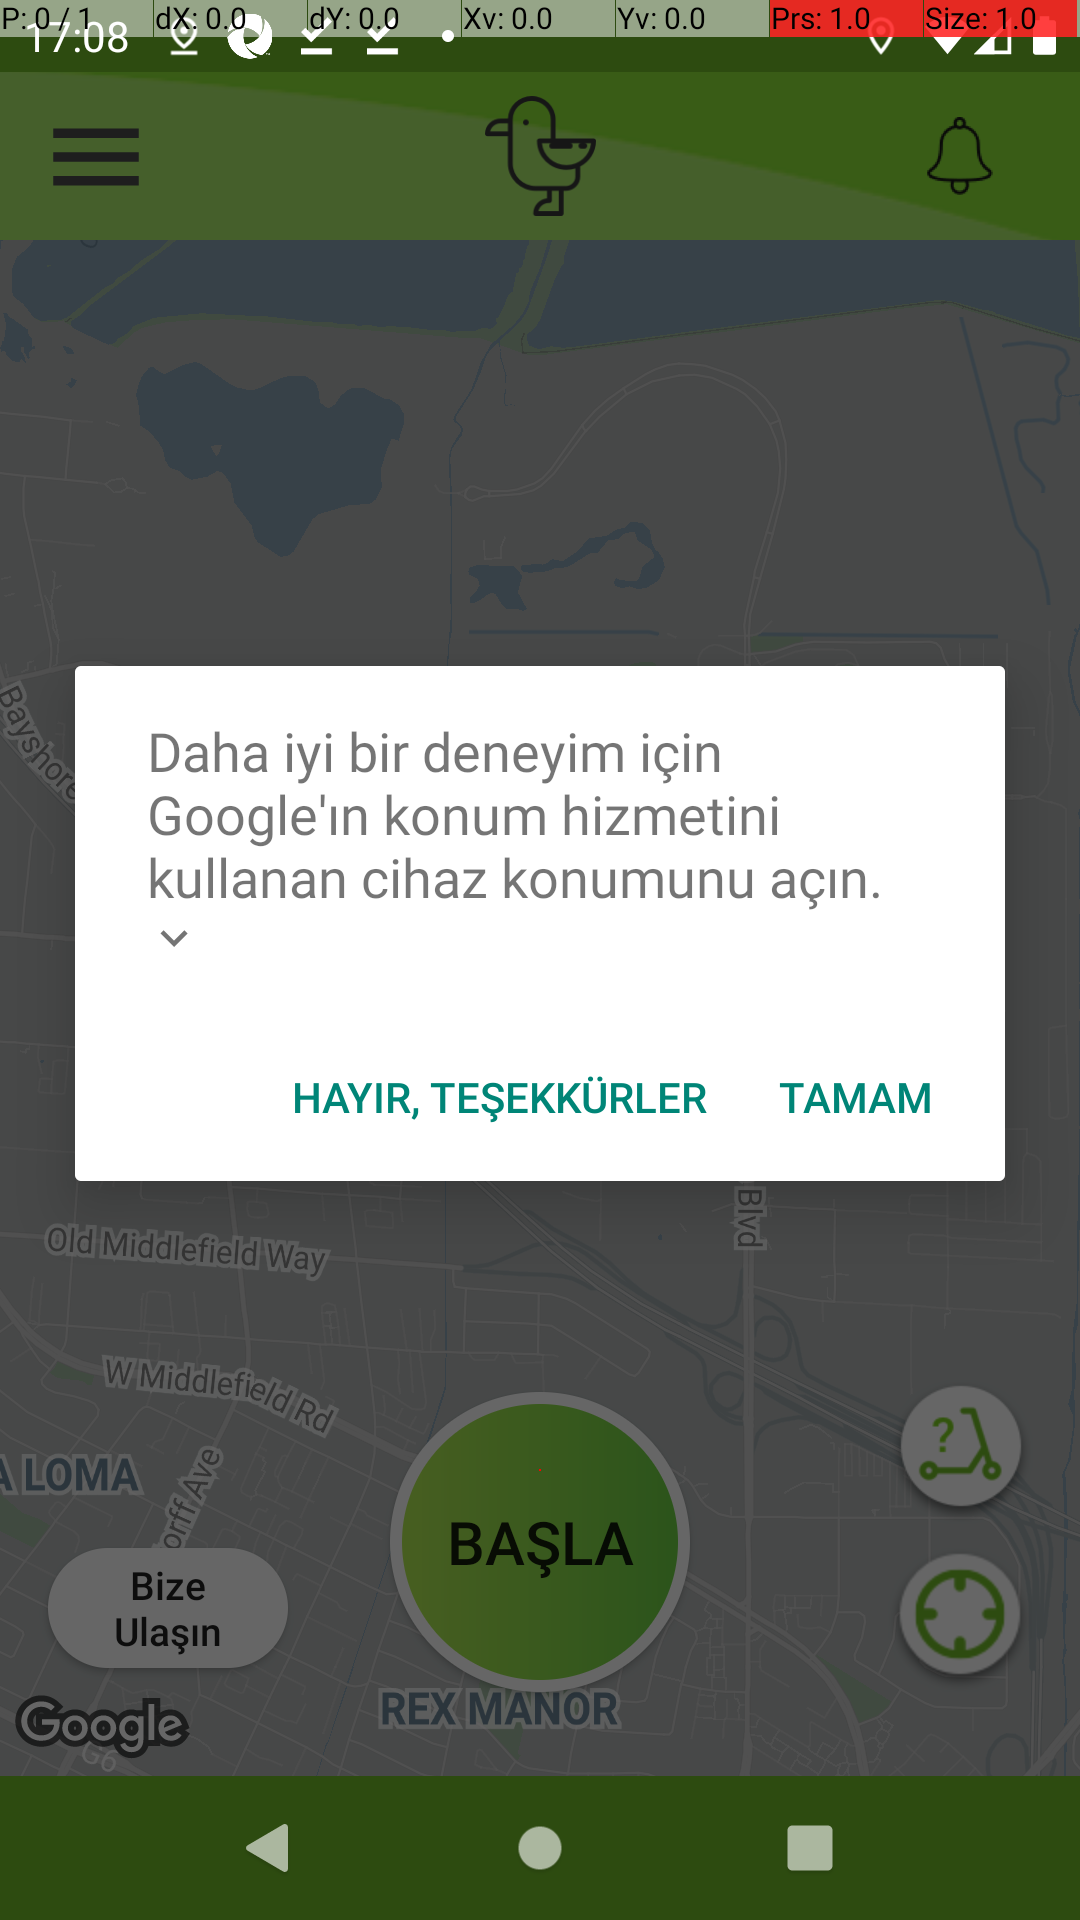 P: 0 / 1 dX: 0.0 dY: 0.0 Xv: 0.0 Yv: 0.0 Prs: 1.0 Size: 1.0
17:08
Bayshore
Daha iyi bir deneyim için
Google'ın konum hizmetini
kullanan cihaz konumunu açın.
HAYIR, TEŞEKKÜRLER TAMAM
Blvd
Old Middlefield Way
W Middlefield Rd
?
A LOMA
orff Ave
BAŞLA
Bize
Ulaşın
REX MANOR
Google
G6